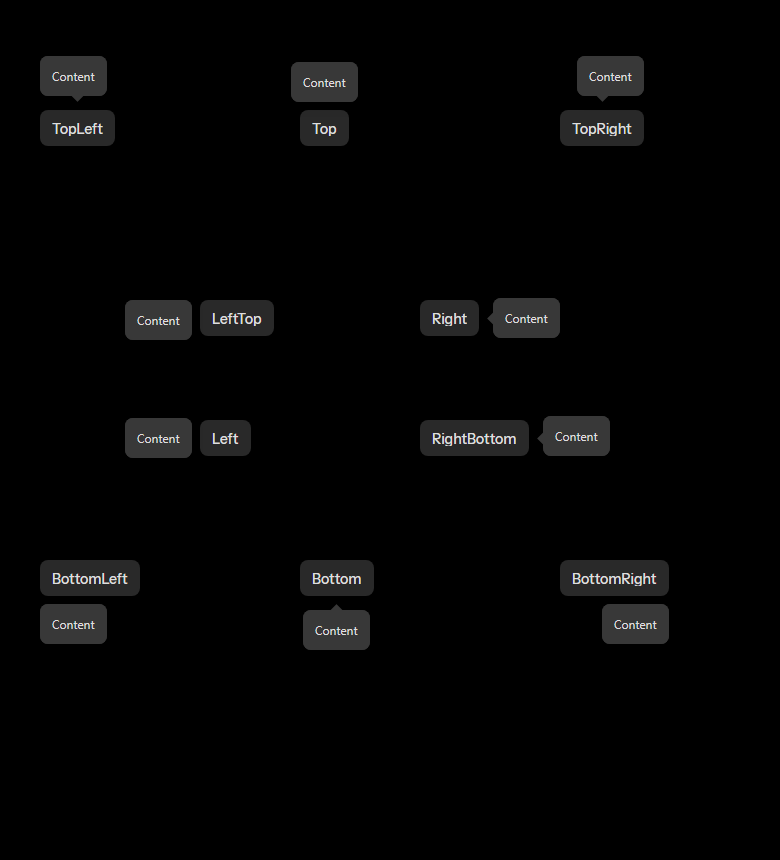 Content
Content
Content
TopLeft
Top
TopRight
Content
LeftTop
Right
Content
Content
Left
RightBottom
Content
BottomLeft
Bottom
BottomRight
Content
Content
Content